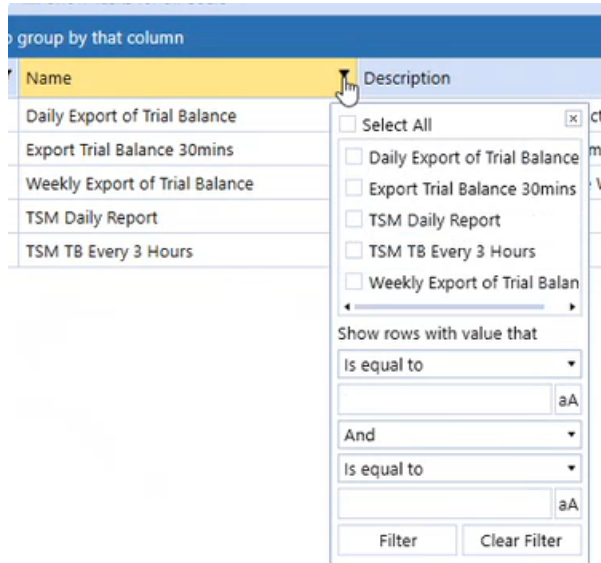 group by that column
Name
Description
Daily Export of Trial Balance
Export Trial Balance 30mins
Weekly Export of Trial Balance
TSM Daily Report
TSM TB Every 3 Hours
Select All
Daily Export of Trial Balance
Export Trial Balance 30mins
TSM Daily Report
TSM TB Every 3 Hours
Weekly Export of Trial Balan
Show rows with value that
Is equal to
aA
And
Is equal to
aA
Filter
Clear Filter